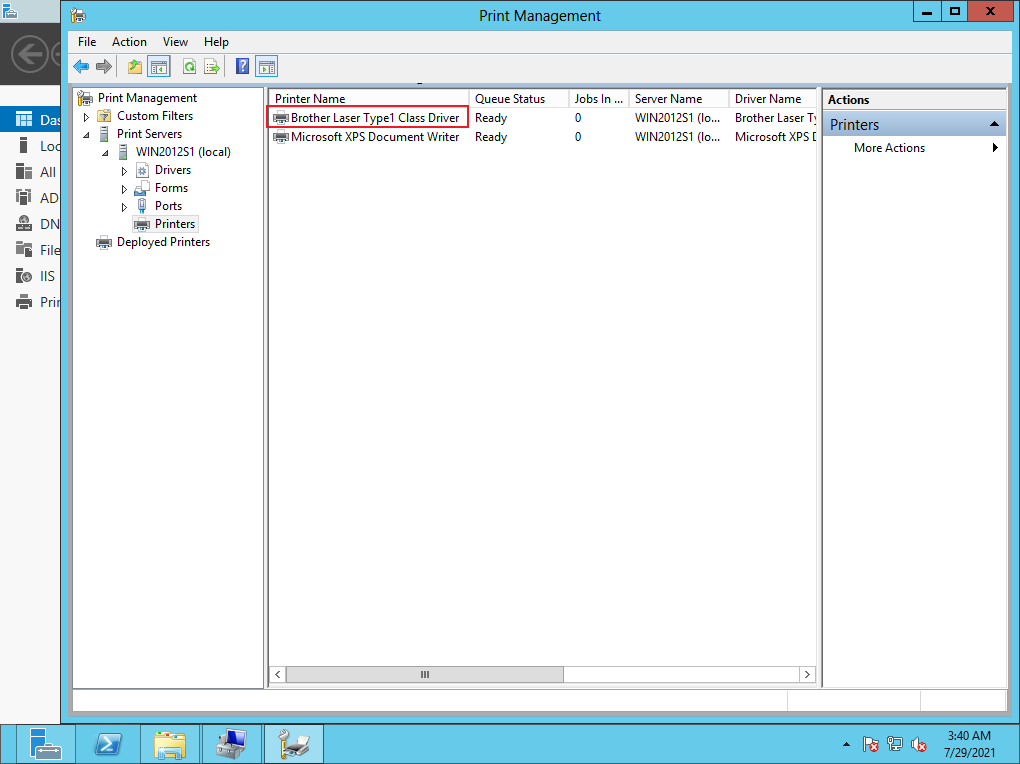 Print Management
File Action View Help
Print Management
Custom Filters
Print Servers
WIN2012S1 (local)
Drivers
Forms
Ports
Printers
Deployed Printers
Printer Name Queue Status Jobs In ... Server Name Driver Name
Brother Laser Type1 Class Driver Ready 0 WIN2012S1 (lo... Brother Laser Ty
Microsoft XPS Document Writer Ready 0 WIN2012S1 (lo... Microsoft XPS D
Actions
Printers
More Actions
Das
Loc
All
AD
DN
File
IIS
Prin
3:40 AM
7/29/2021